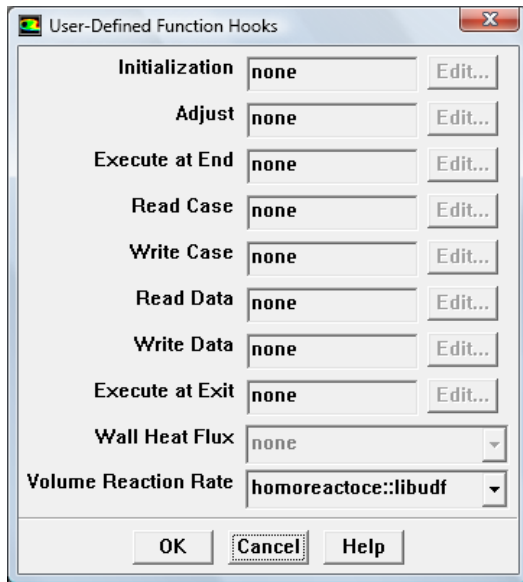 User-Defined Function Hooks
Initialization none Edit...
Adjust none Edit...
Execute at End none Edit...
Read Case none Edit...
Write Case none Edit...
Read Data none Edit...
Write Data none Edit...
Execute at Exit none Edit...
Wall Heat Flux none
Volume Reaction Rate homoreactoce::libudf
OK Cancel Help